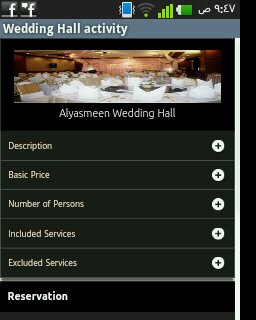 ٩:٤٧ ص
Wedding Hall activity
Alyasmeen Wedding Hall
Description
Basic Price
Number of Persons
Included Services
Excluded Services
Reservation